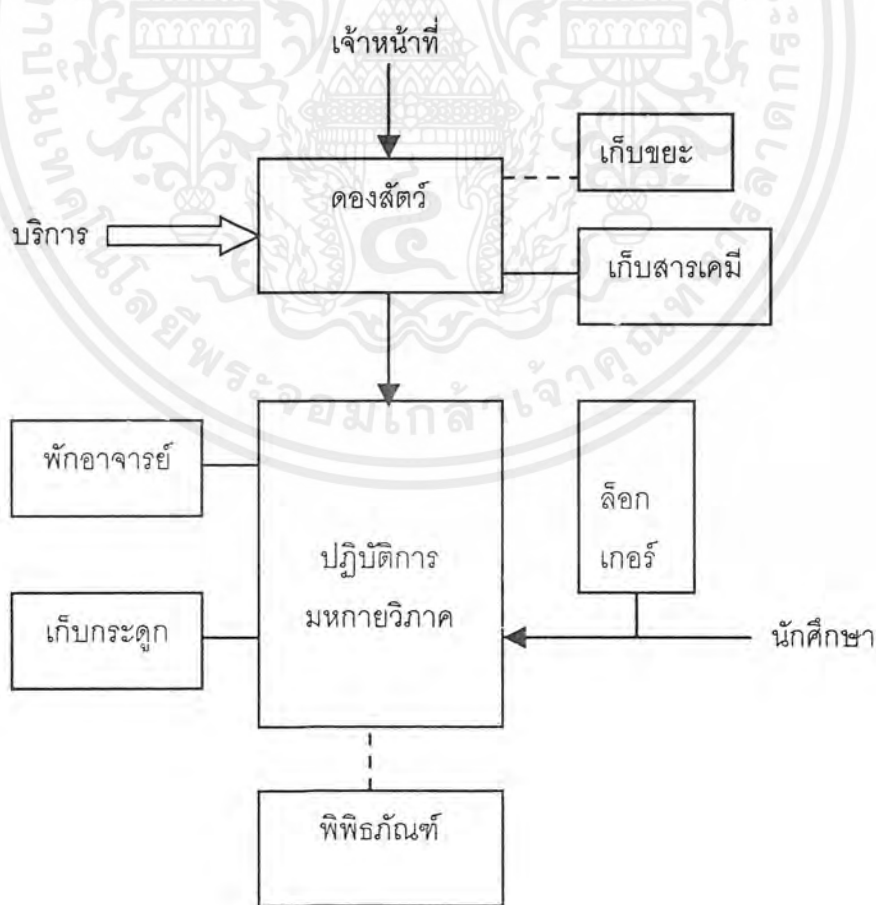 เจ้าหน้าที่
เก็บขยะ
ดองสัตว์
บริการ
เก็บสารเคมี
พักอาจารย์
ล็อก
เกอร์
ปฏิบัติการ
มหกายวิภาค
เก็บกระดูก
นักศึกษา
พิพิธภัณฑ์